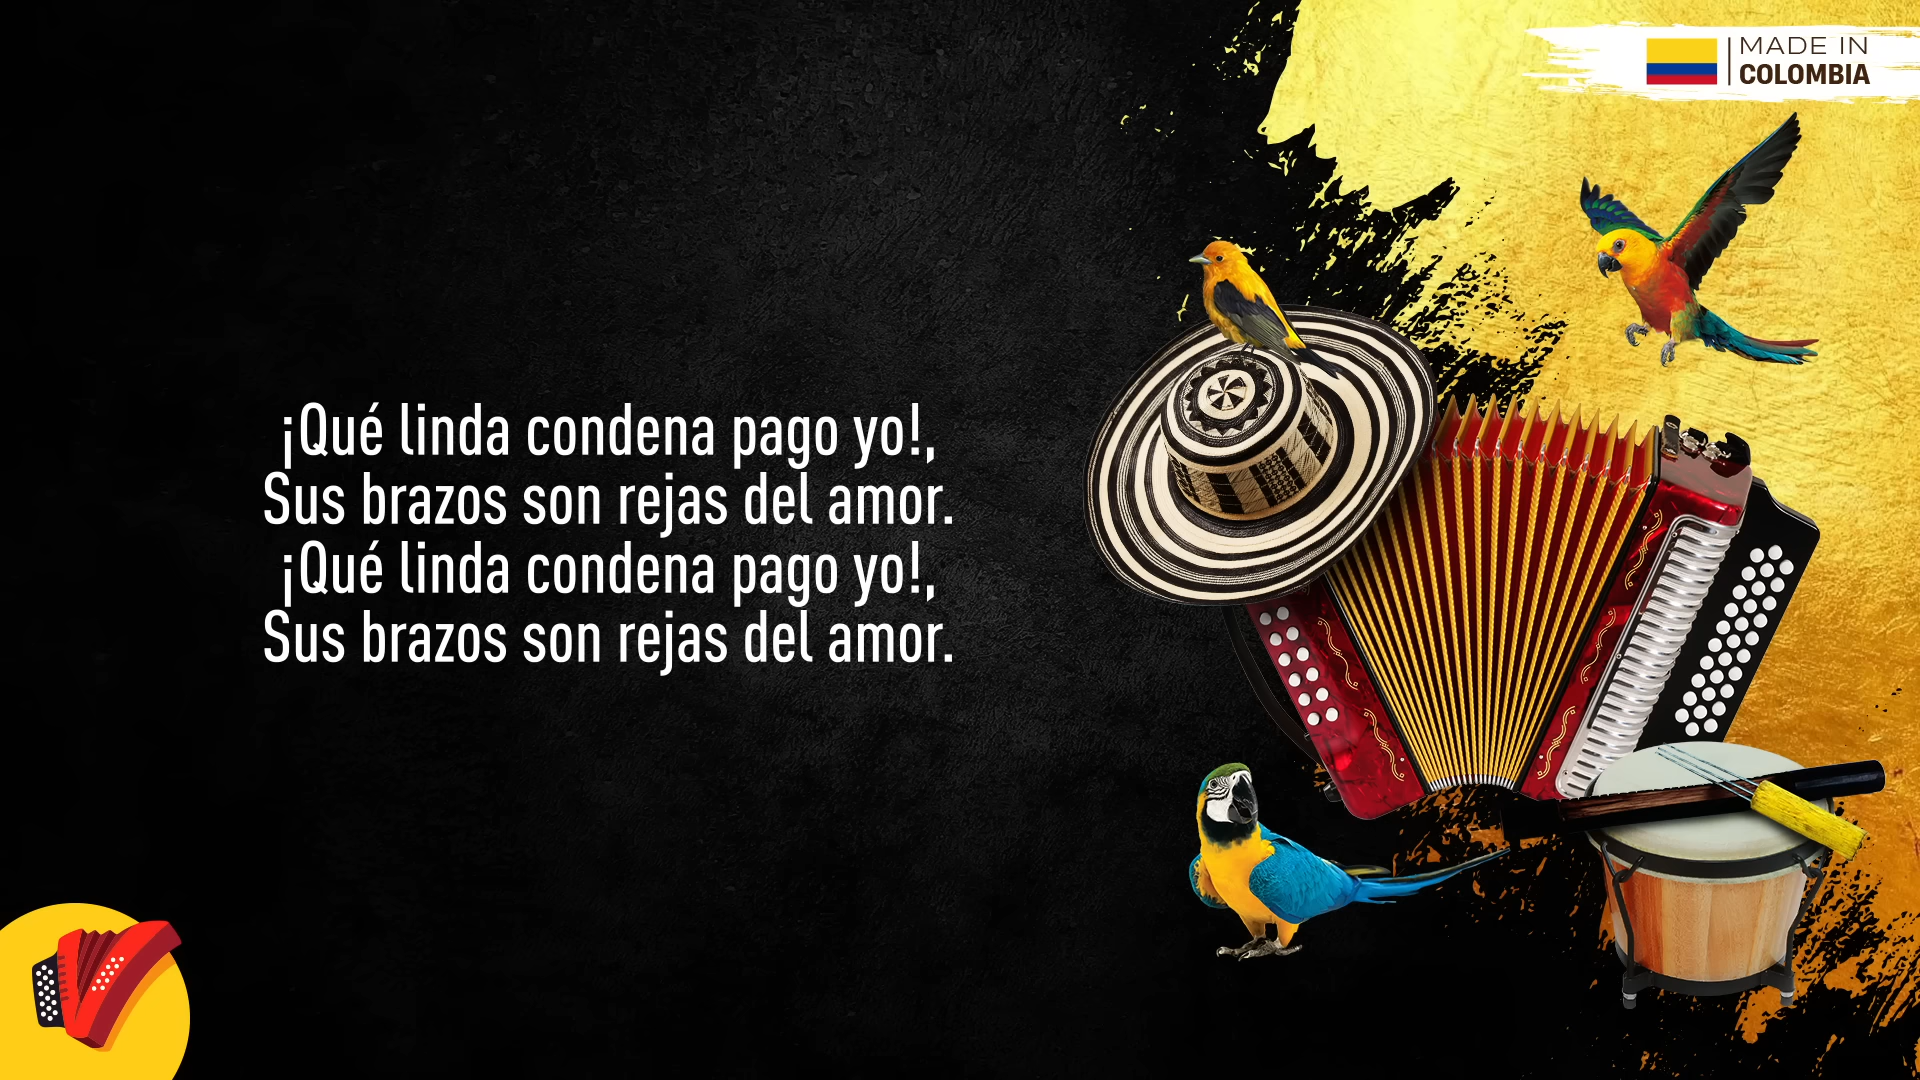 MADE IN
COLOMBIA
¡Qué linda condena pago yo!,
Sus brazos son rejas del amor.
¡Qué linda condena pago yo!,
Sus brazos son rejas del amor.